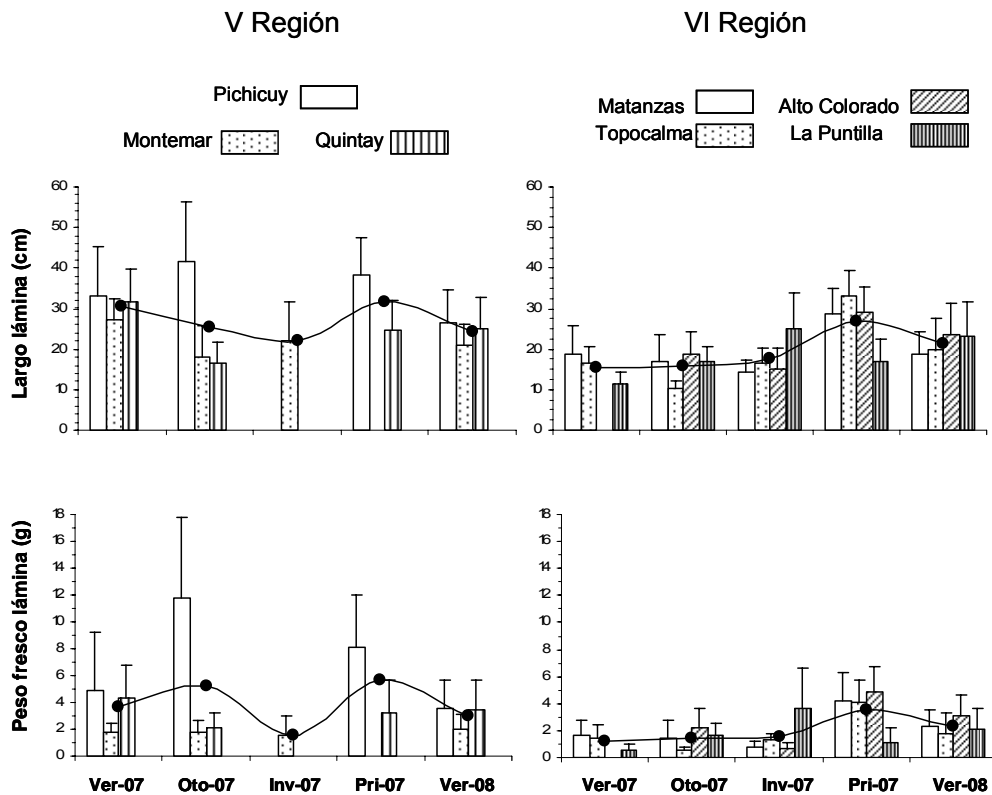 V Región
VI Región
Pichicuy
Montemar
Quintay
Matanzas
Alto Colorado
Topocalma
La Puntilla
Largo lámina (cm)
60
50
40
30
20
10
0
60
50
40
30
20
10
0
Peso fresco lámina (g)
18
16
14
12
10
8
6
4
2
0
18
16
14
12
10
8
6
4
2
0
Ver-07 Oto-07 Inv-07 Pri-07 Ver-08
Ver-07 Oto-07 Inv-07 Pri-07 Ver-08